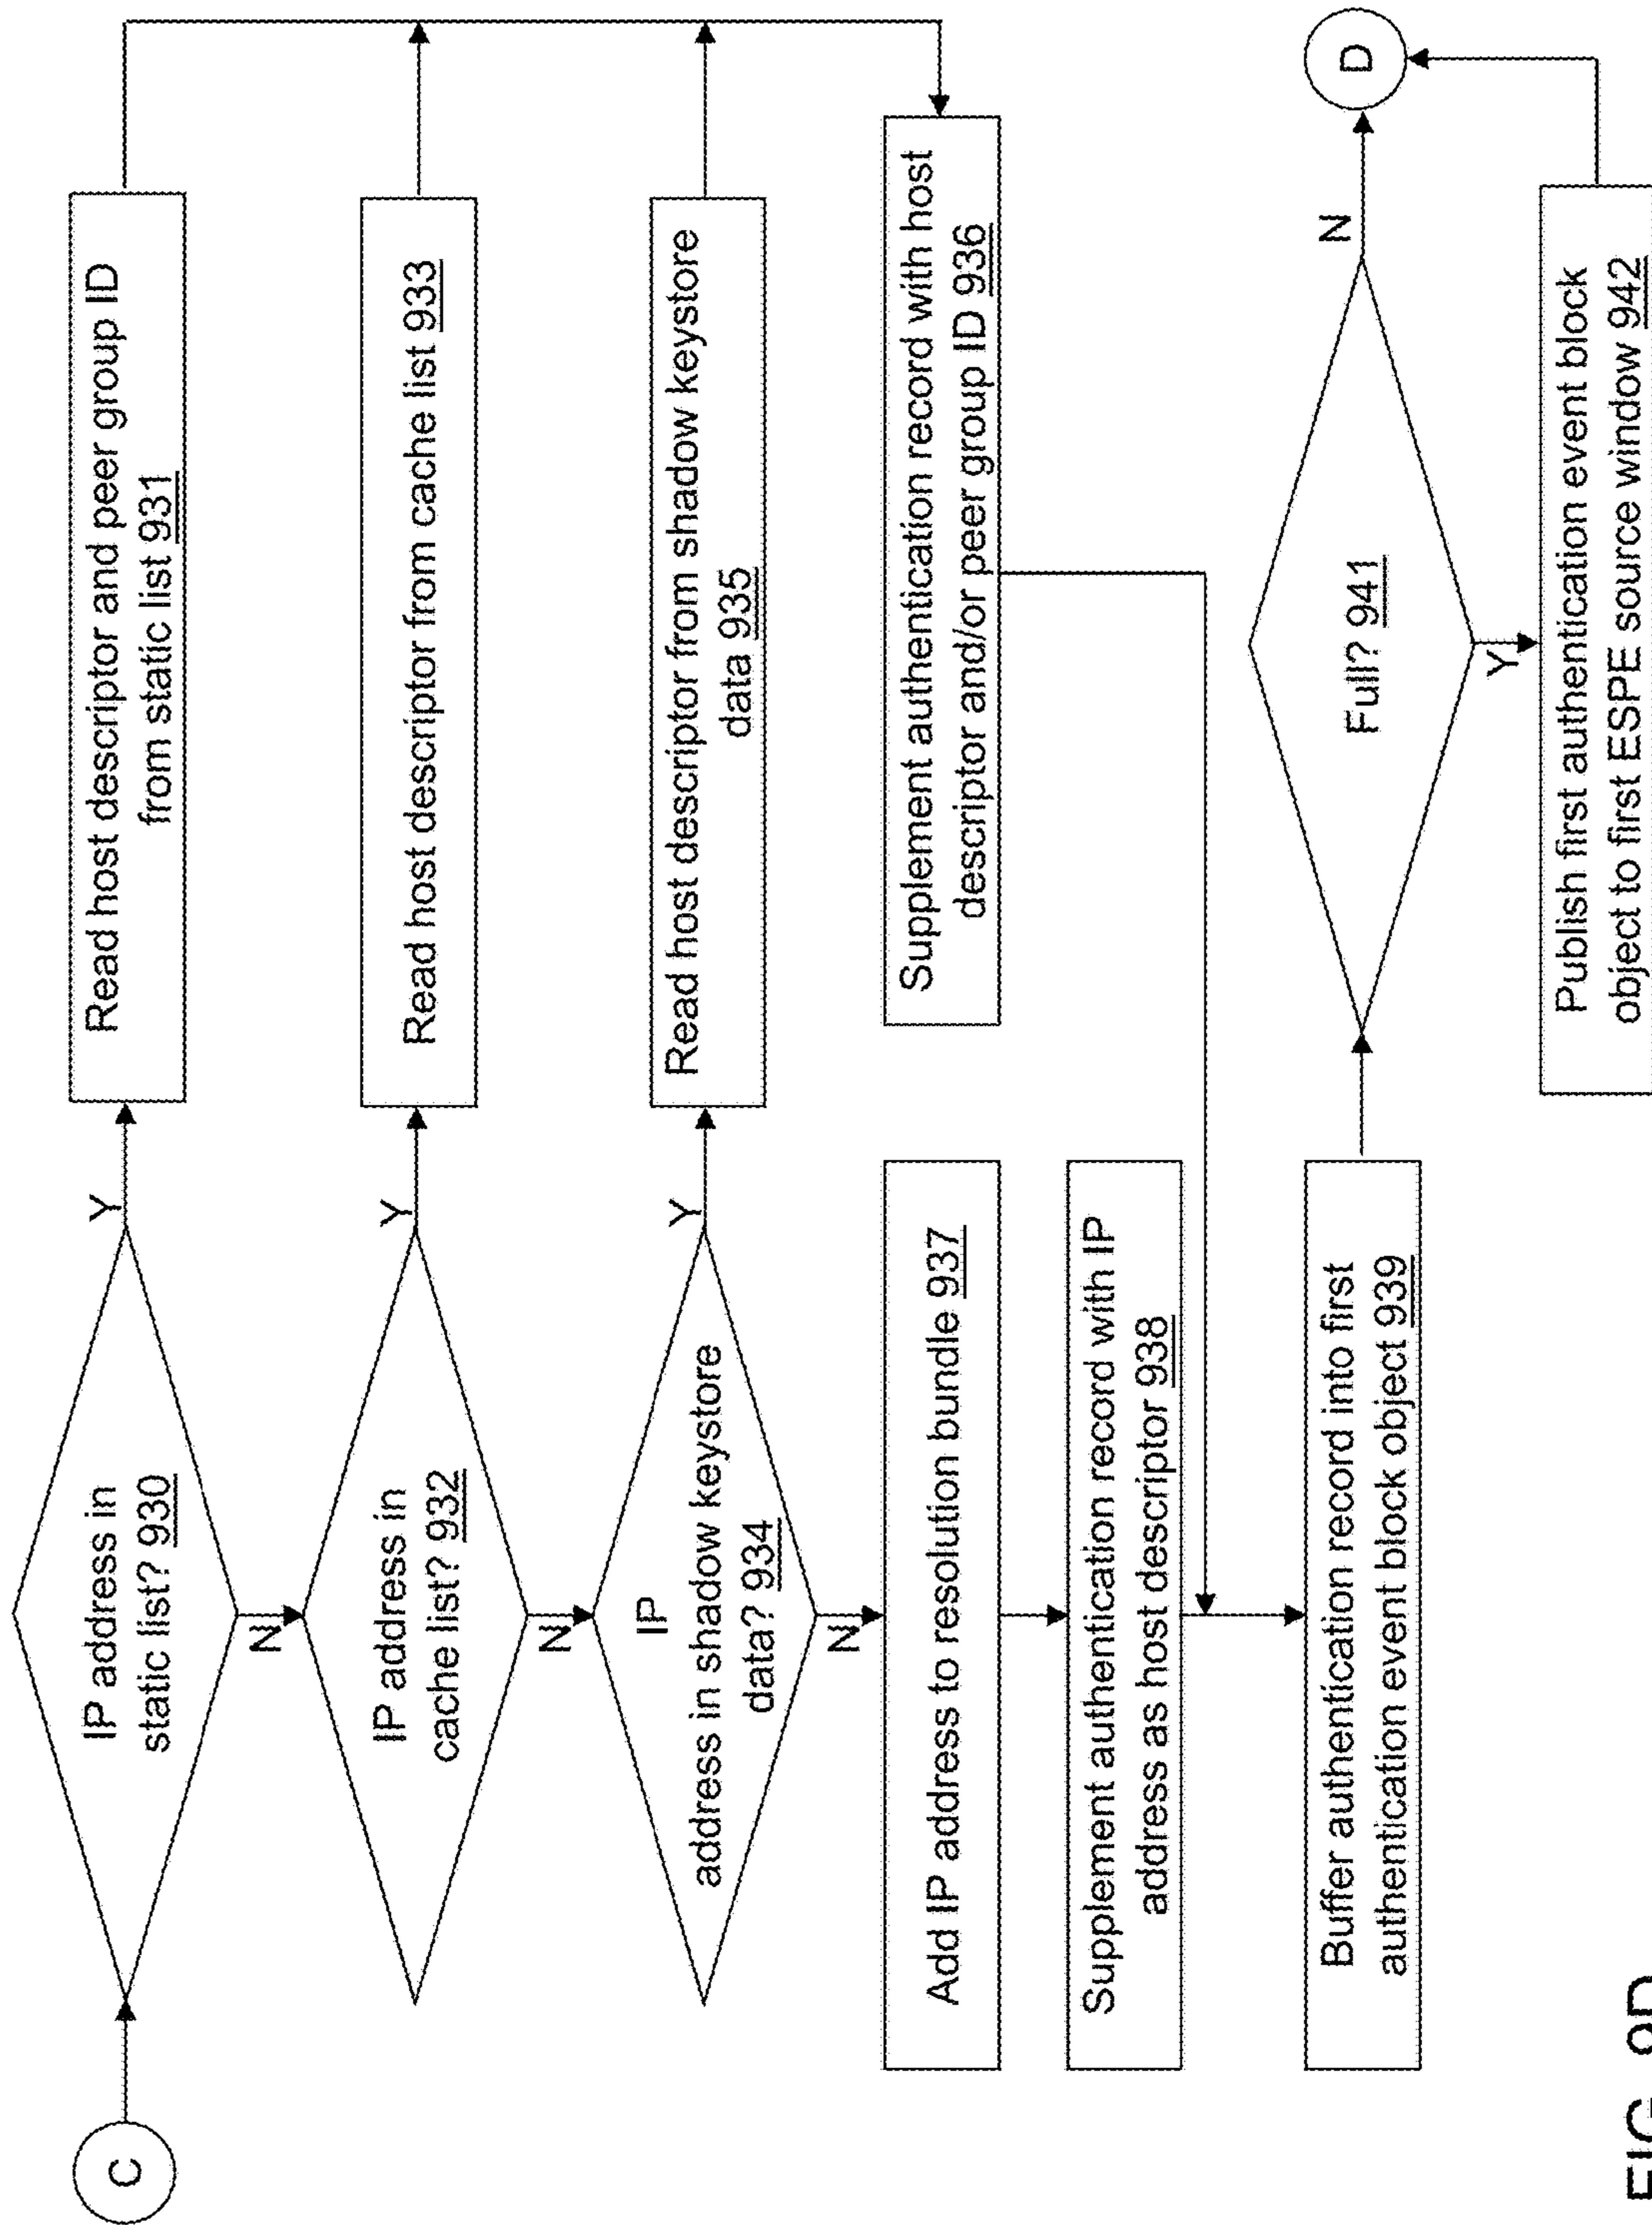 C
IP address in
static list? 930
Y
Read host descriptor and peer group ID
from static list 931
N
IP address in
cache list? 932
Y
Read host descriptor from cache list 933
N
IP
address in shadow keystore
data? 934
Y
Read host descriptor from shadow keystore
data 935
N
Add IP address to resolution bundle 937
Supplement authentication record with host
descriptor and/or peer group ID 936
Supplement authentication record with IP
address as host descriptor 938
Buffer authentication record into first
authentication event block object 939
Full? 941
N
D
Y
Publish first authentication event block
object to first ESPE source window 942
FIG. 9D